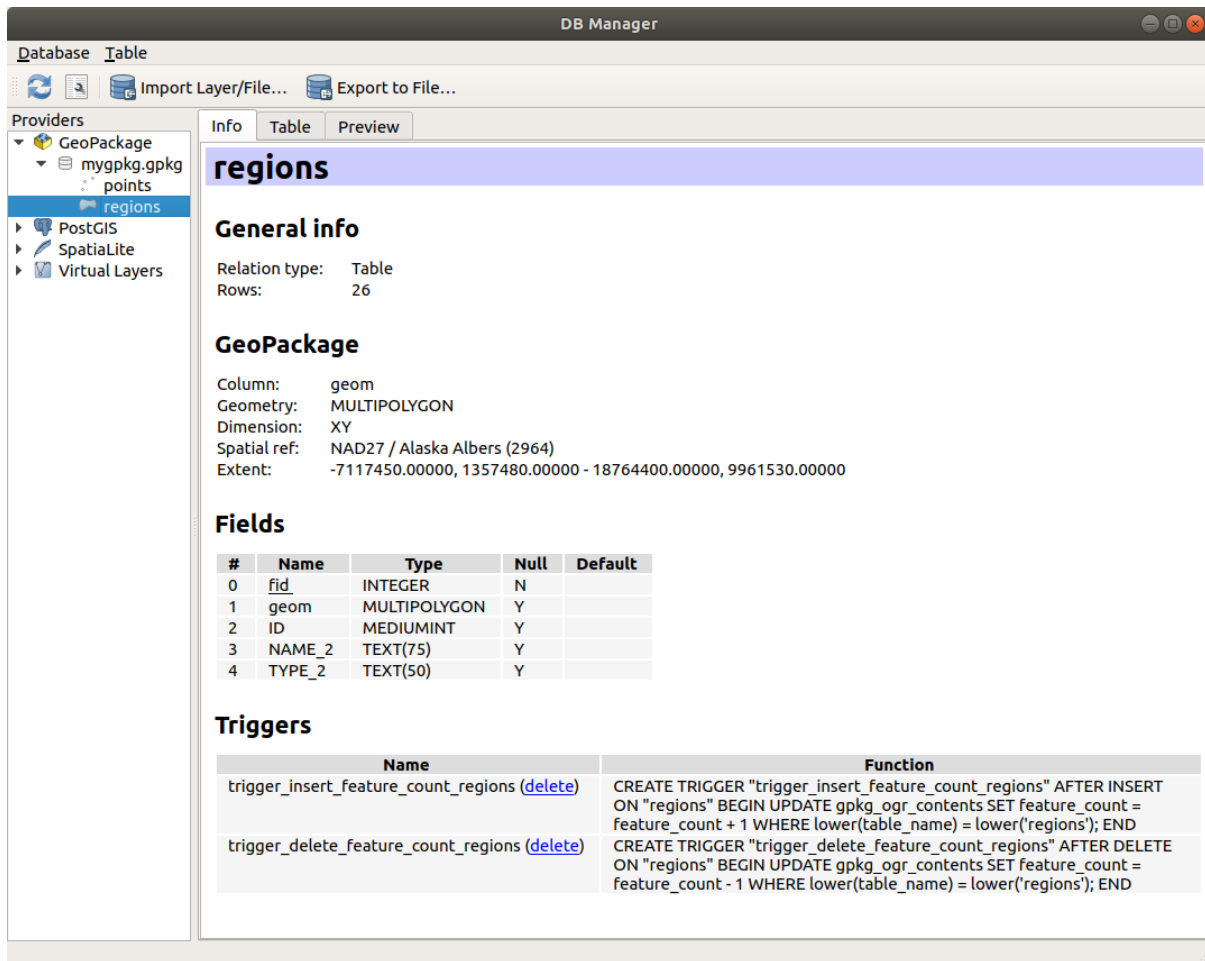 DB Manager
Database Table
Import Layer/File... Export to File...
Providers
GeoPackage
mygpkg.gpkg
points
regions
PostGIS
SpatiaLite
Virtual Layers
Info Table Preview
regions
General info
Relation type: Table
Rows: 26
GeoPackage
Column: geom
Geometry: MULTIPOLYGON
Dimension: XY
Spatial ref: NAD27 / Alaska Albers (2964)
Extent: -7117450.00000, 1357480.00000 - 18764400.00000, 9961530.00000
Fields
# Name Type Null Default
0 fid INTEGER N
1 geom MULTIPOLYGON Y
2 ID MEDIUMINT Y
3 NAME_2 TEXT(75) Y
4 TYPE_2 TEXT(50) Y
Triggers
Name Function
trigger_insert_feature_count_regions (delete) CREATE TRIGGER "trigger_insert_feature_count_regions" AFTER INSERT
ON "regions" BEGIN UPDATE gpkg_ogr_contents SET feature_count =
feature_count + 1 WHERE lower(table_name) = lower('regions'); END
trigger_delete_feature_count_regions (delete) CREATE TRIGGER "trigger_delete_feature_count_regions" AFTER DELETE
ON "regions" BEGIN UPDATE gpkg_ogr_contents SET feature_count =
feature_count - 1 WHERE lower(table_name) = lower('regions'); END